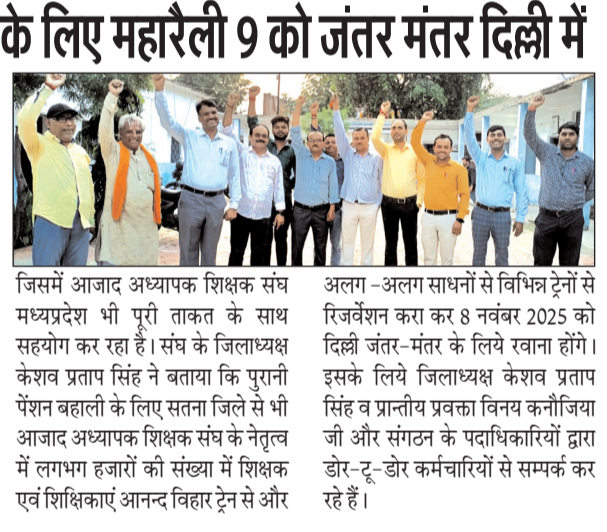 के लिए महारैली 9 को जंतर मंतर दिल्ली में
जिसमें आजाद अध्यापक शिक्षक संघ
मध्यप्रदेश भी पूरी ताकत के साथ
सहयोग कर रहा है। संघ के जिलाध्यक्ष
केशव प्रताप सिंह ने बताया कि पुरानी
पेंशन बहाली के लिए सतना जिले से भी
आजाद अध्यापक शिक्षक संघ के नेतृत्व
में लगभग हजारों की संख्या में शिक्षक
एवं शिक्षिकाएं आनन्द विहार ट्रेन से और
अलग -अलग साधनों से विभिन्न ट्रेनों से
रिजर्वेशन करा कर 8 नवंबर 2025 को
दिल्ली जंतर-मंतर के लिये रवाना होंगे।
इसके लिये जिलाध्यक्ष केशव प्रताप
सिंह व प्रान्तीय प्रवक्ता विनय कनौजिया
जी और संगठन के पदाधिकारियों द्वारा
डोर-टू-डोर कर्मचारियों से सम्पर्क कर
रहे हैं।